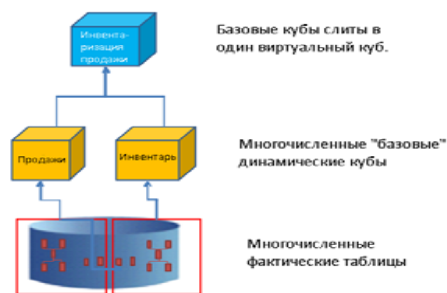 Инвента-
ризация
продажи
Базовые кубы слиты в
один виртуальный куб.
Продажи
Инвентарь
Многочисленные "базовые"
динамические кубы
Многочисленные
фактические таблицы